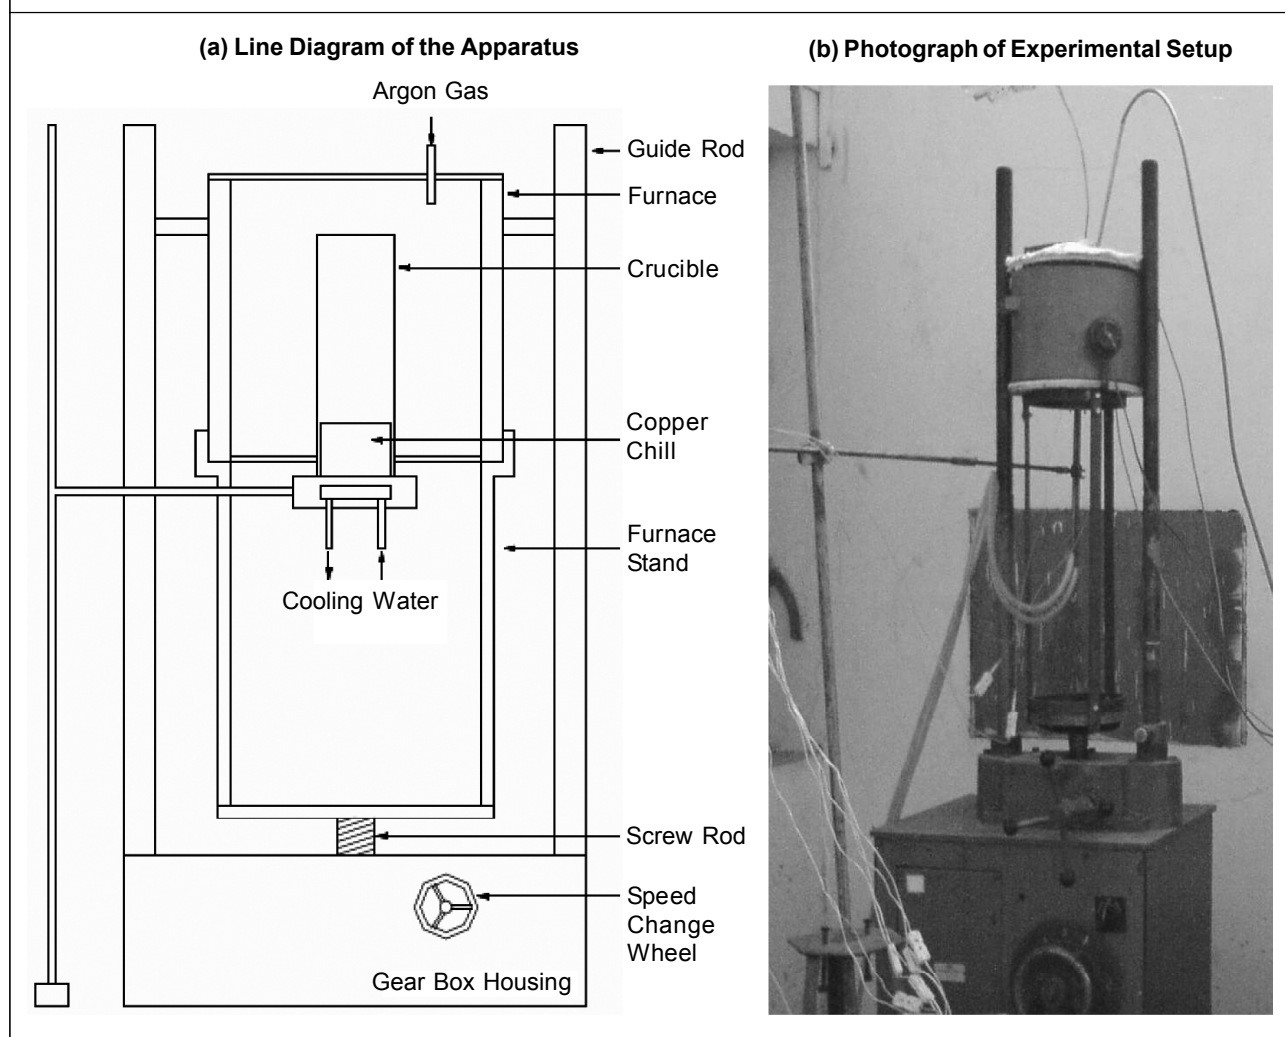 (a) Line Diagram of the Apparatus
Argon Gas
Guide Rod
Furnace
Crucible
Copper
Chill
Furnace
Stand
Cooling Water
Screw Rod
Speed
Change
Wheel
Gear Box Housing
(b) Photograph of Experimental Setup